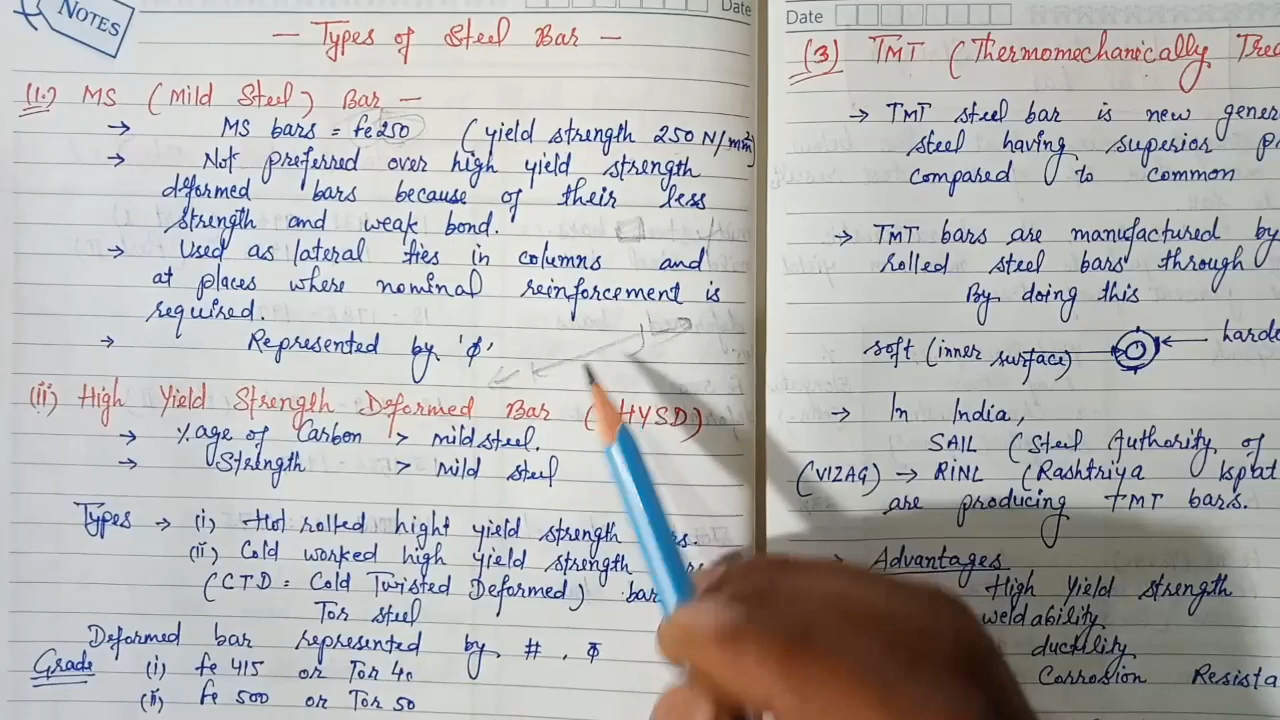 NOTES
Date
— Types of Steel Bar —
(1.) MS (Mild Steel) Bar —
→ MS bars = fe250 (yield strength 250 N/mm²)
→ Not preferred over high yield strength
deformed bars because of their less
strength and weak bond.
→ Used as lateral ties in columns and
at places where nominal reinforcement is
required.
→ Represented by 'ϕ'
(ii) High Yield Strength Deformed Bar (HYSD)
→ %age of Carbon > mild steel.
→ Strength > mild steel
Types → (i) Hot rolled hight yield strength
(ii) Cold worked high yield strength
(CTD = Cold Twisted Deformed) bar
Tor steel
Deformed bar represented by #,
Grade (i) fe 415 or Tor 40
(ii) fe 500 or Tor 50
Date
(3) TMT (Thermomechanically Trea
→ TMT steel bar is new gener
steel having superior p
compared to common
→ TMT bars are manufactured by
rolled steel bars through
By doing this
soft (inner surface) → ← harde
→ In India,
SAIL (Steel Authority of
(VIZAG) → RINL (Rashtriya Ispat
are producing TMT bars.
Advantages
High Yield strength
weldability.
ductility
Corrosion Resista